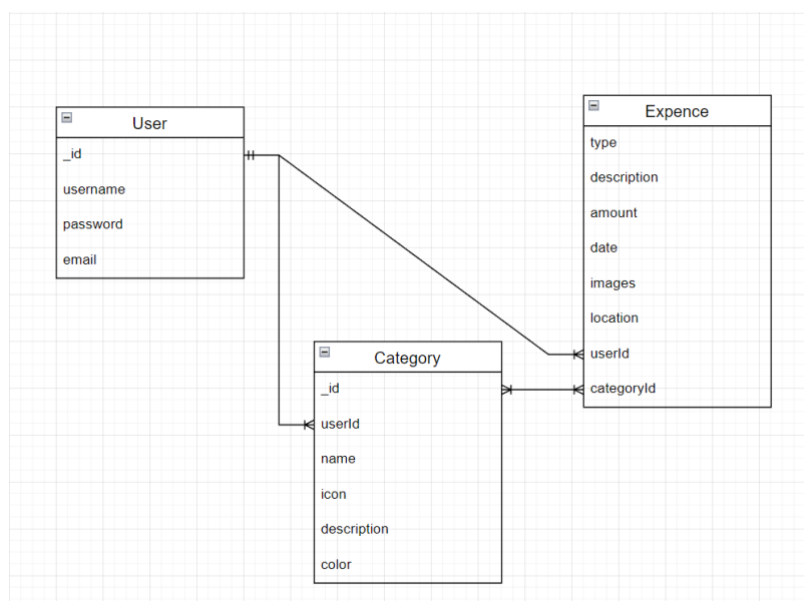 User
_id
username
password
email
Expence
type
description
amount
date
images
location
userId
categoryId
Category
_id
userId
name
icon
description
color